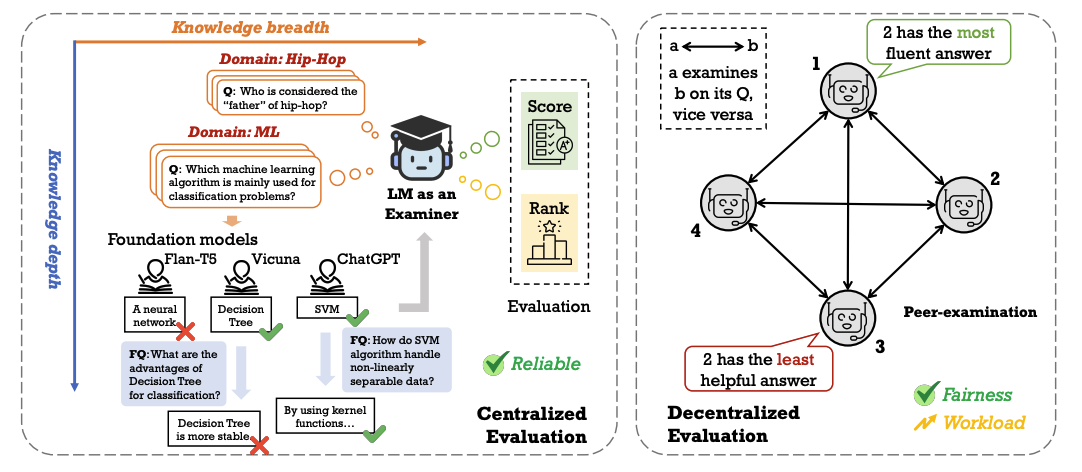 Knowledge breadth
Knowledge depth
Domain: Hip-Hop
Q: Who is considered the
"father" of hip-hop?
Domain: ML
Q: Which machine learning
algorithm is mainly used for
classification problems?
LM as an
Examiner
Score
A+
Rank
Evaluation
Foundation models
Flan-T5
Vicuna
ChatGPT
A neural
network
Decision
Tree
SVM
FQ: What are the
advantages of
Decision Tree
for classification?
FQ: How do SVM
algorithm handle
non-linearly
separable data?
Decision Tree
is more stable
By using kernel
functions...
Reliable
Centralized
Evaluation
a b
a examines
b on its Q,
vice versa
2 has the most
fluent answer
1
2
3
4
2 has the least
helpful answer
Peer-examination
Decentralized
Evaluation
Fairness
Workload